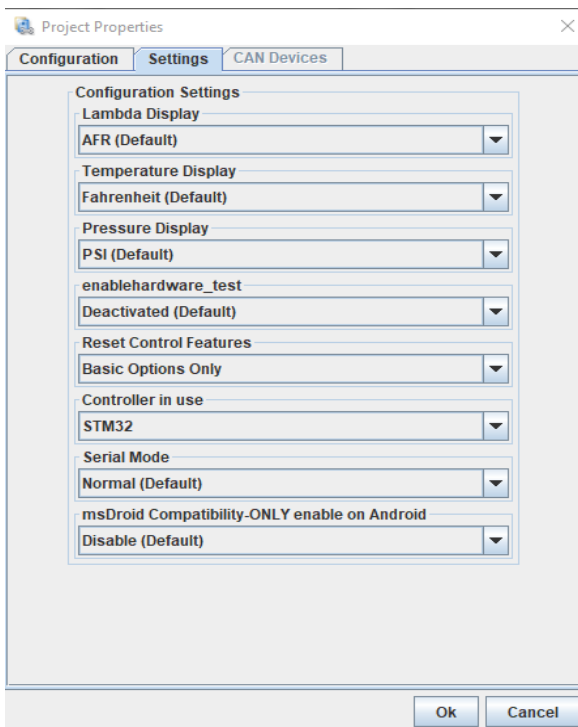 Project Properties
Configuration Settings CAN Devices
Configuration Settings
Lambda Display
AFR (Default)
Temperature Display
Fahrenheit (Default)
Pressure Display
PSI (Default)
enablehardware_test
Deactivated (Default)
Reset Control Features
Basic Options Only
Controller in use
STM32
Serial Mode
Normal (Default)
msDroid Compatibility-ONLY enable on Android
Disable (Default)
Ok Cancel